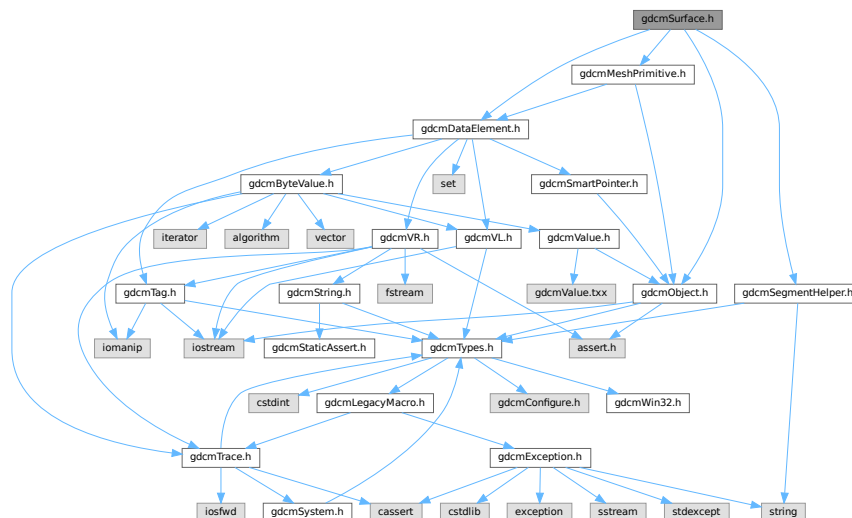 gdcmSurface.h
gdcmMeshPrimitive.h
gdcmDataElement.h
gdcmByteValue.h
set
gdcmSmartPointer.h
iterator
algorithm
vector
gdcmVR.h
gdcmVL.h
gdcmValue.h
gdcmTag.h
gdcmString.h
fstream
gdcmValue.txx
gdcmObject.h
gdcmSegmentHelper.h
iomanip
iostream
gdcmStaticAssert.h
gdcmTypes.h
assert.h
cstdint
gdcmLegacyMacro.h
gdcmConfigure.h
gdcmWin32.h
gdcmTrace.h
gdcmException.h
iosfwd
gdcmSystem.h
cassert
cstdlib
exception
sstream
stdexcept
string